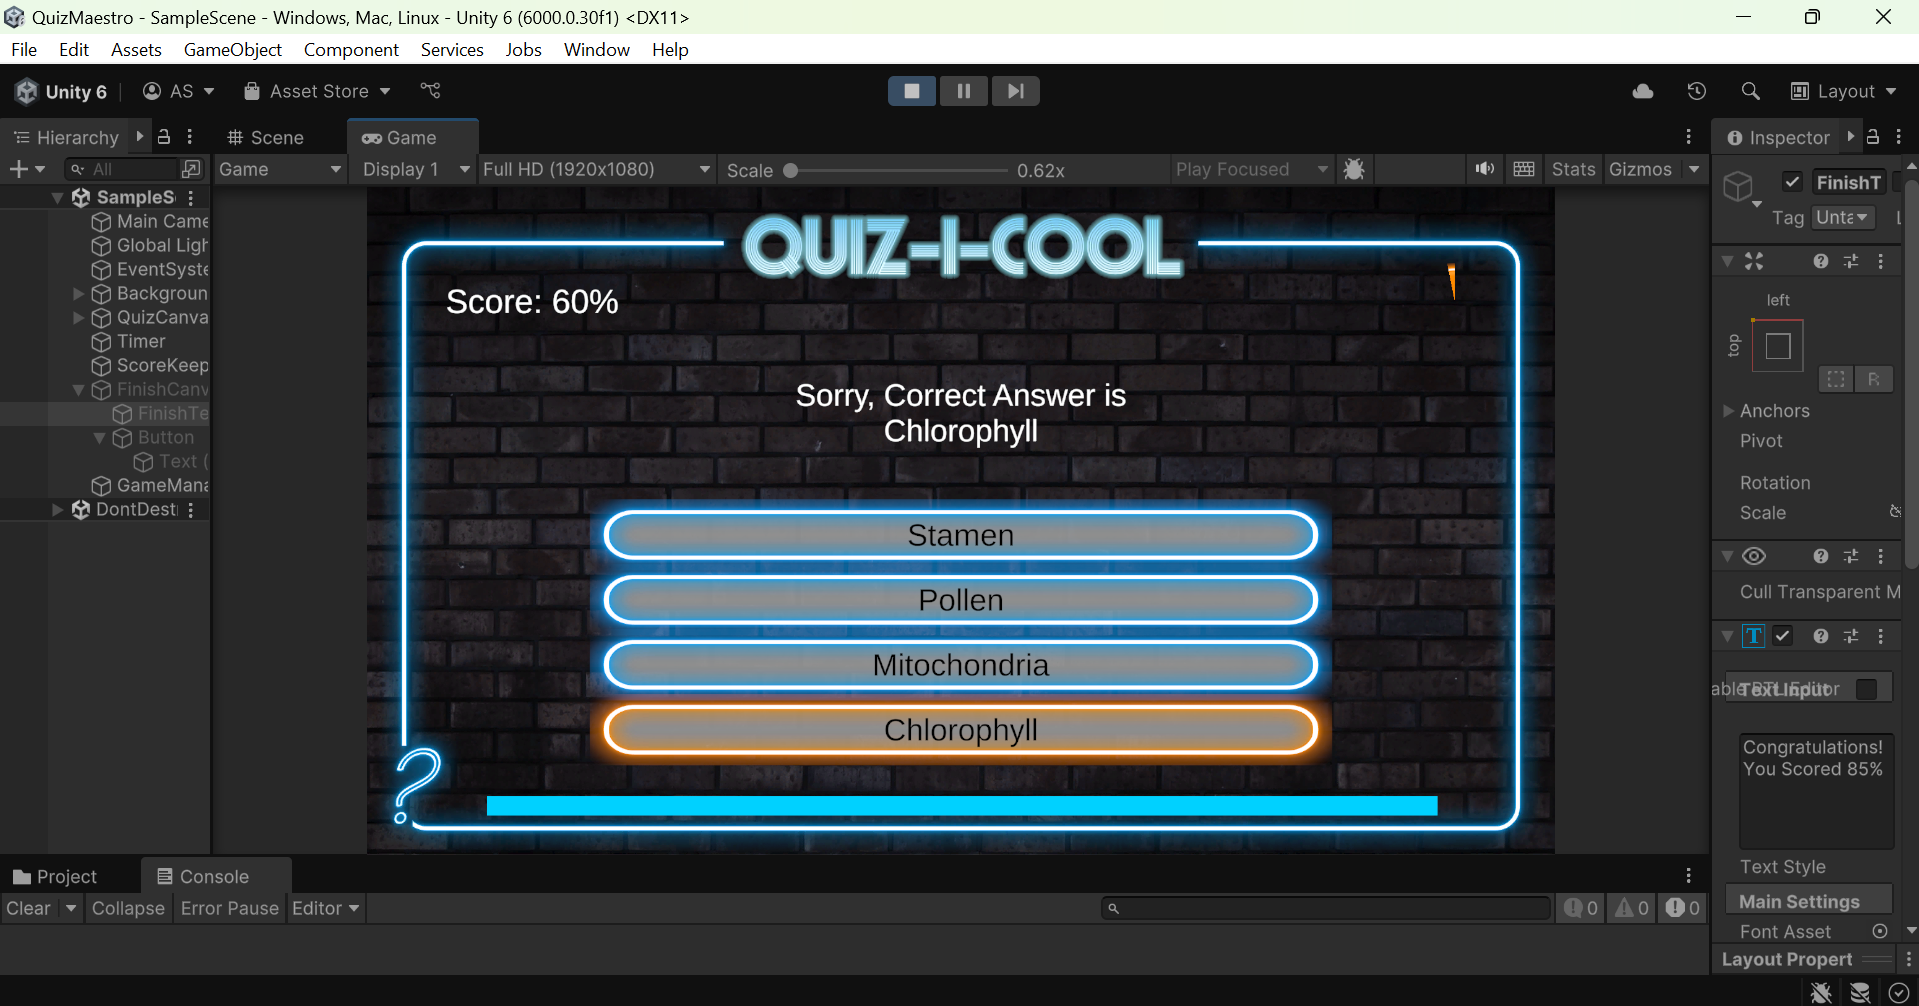 QuizMaestro - SampleScene - Windows, Mac, Linux - Unity 6 (6000.0.30f1) <DX11>
File Edit Assets GameObject Component Services Jobs Window Help
Unity 6 AS Asset Store Layout
Hierarchy Scene Game Inspector
All Game Display 1 Full HD (1920x1080) Scale 0.62x Play Focused Stats Gizmos
SampleS
Main Came
Global Ligh
EventSyste
Backgroun
QuizCanva
Timer
ScoreKeep
FinishCanv
FinishTe
Button
Text (
GameMana
DontDest
QUIZ-I-COOL
Score: 60%
Sorry, Correct Answer is
Chlorophyll
Stamen
Pollen
Mitochondria
Chlorophyll
?
FinishT
Tag Unta
left
top
R
Anchors
Pivot
Rotation
Scale
Cull Transparent M
T
Text Input
Congratulations!
You Scored 85%
Text Style
Main Settings
Font Asset
Layout Propert
Project Console
Clear Collapse Error Pause Editor 0 0 0